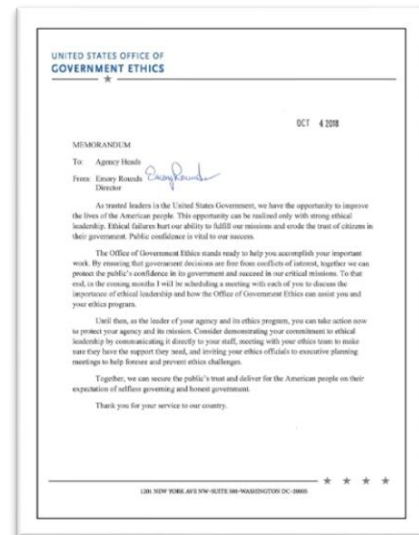 UNITED STATES OFFICE OF
GOVERNMENT ETHICS
OCT 4 2018
MEMORANDUM
To: Agency Heads
From: Emory Rounds
Director
As trusted leaders in the United States Government, we have the opportunity to improve
the lives of the American people. This opportunity can be realized only with strong ethical
leadership. Ethical failures hurt our ability to fulfill our missions and erode the trust of citizens in
their government. Public confidence is vital to our success.
The Office of Government Ethics stands ready to help you accomplish your important
work. By ensuring that government decisions are free from conflicts of interest, together we can
protect the public's confidence in its government and succeed in our critical missions. To that
end, in the coming months I will be scheduling a meeting with each of you to discuss the
importance of ethical leadership and how the Office of Government Ethics can assist you and
your ethics program.
Until then, as the leader of your agency and its ethics program, you can take action now
to protect your agency and its mission. Consider demonstrating your commitment to ethical
leadership by communicating it directly to your staff, meeting with your ethics team to make
sure they have the support they need, and inviting your ethics officials to executive planning
meetings to help foresee and prevent ethics challenges.
Together, we can secure the public's trust and deliver for the American people on their
expectation of selfless governing and honest government.
Thank you for your service to our country.
1201 NEW YORK AVE NW·SUITE 500·WASHINGTON DC·20005